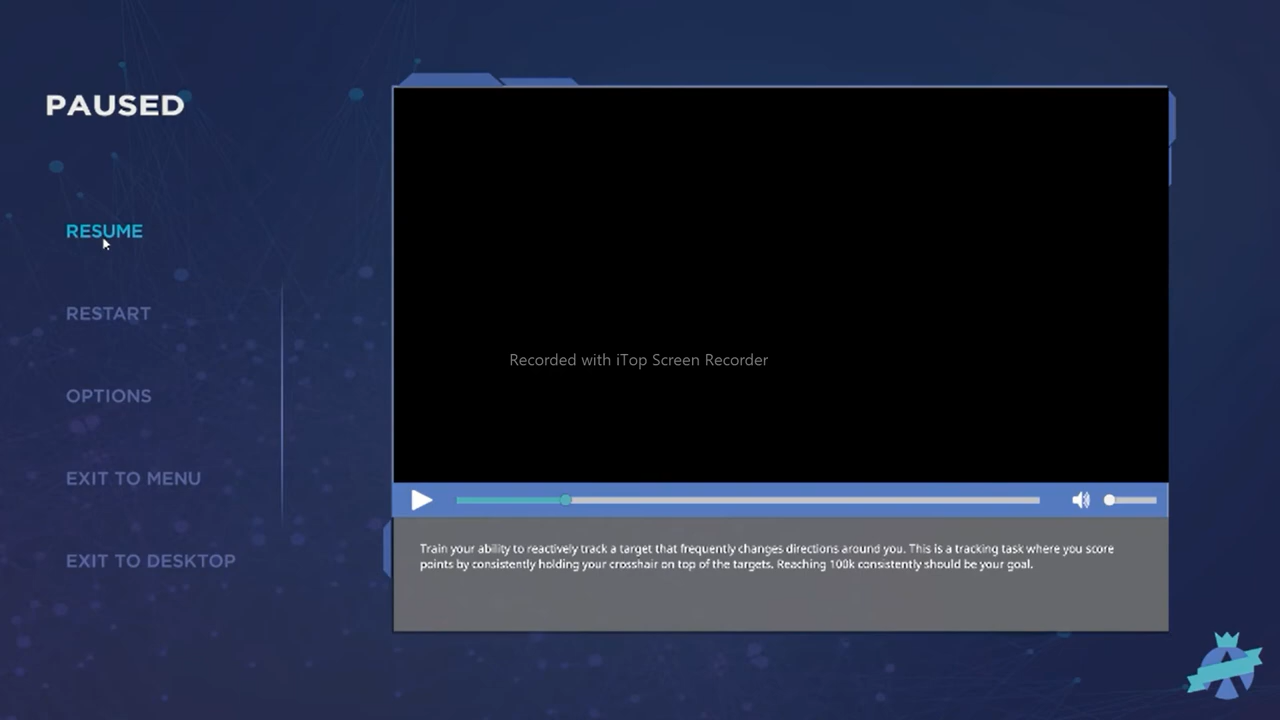 PAUSED
RESUME
RESTART
OPTIONS
EXIT TO MENU
EXIT TO DESKTOP
Recorded with iTop Screen Recorder
Train your ability to reactively track a target that frequently changes directions around you. This is a tracking task where you score
points by consistently holding your crosshair on top of the targets. Reaching 100k consistently should be your goal.